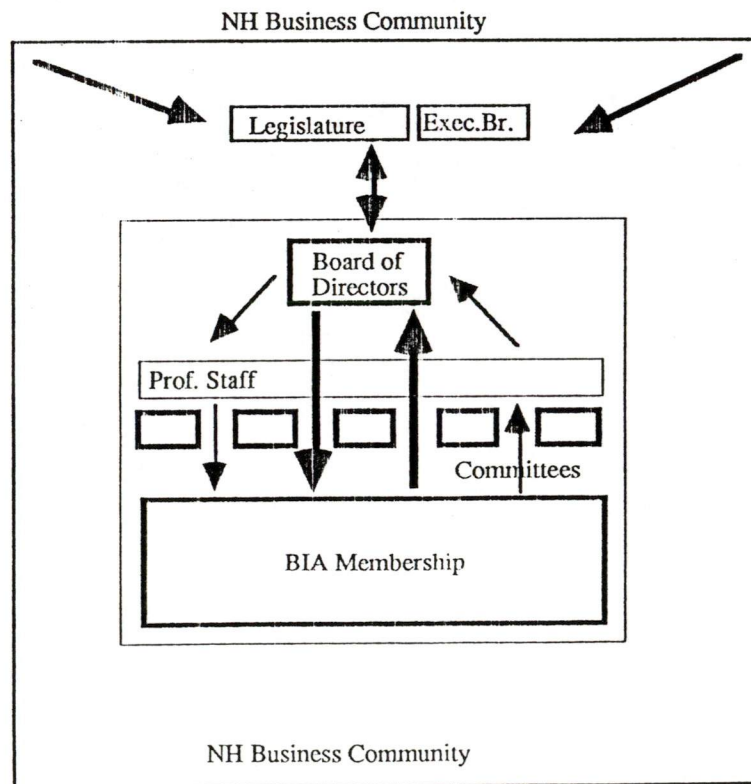 NH Business Community
Legislature
Exec.Br.
Board of
Directors
Prof. Staff
Committees
BIA Membership
NH Business Community